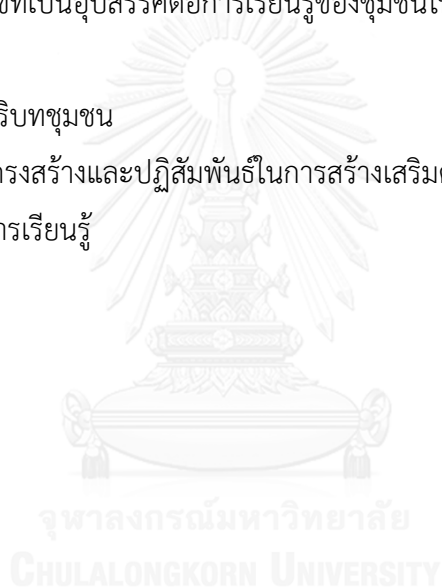 ที่เป็นอุปสรรคต่อการเรียนรู้ของชุมชน
ริบทชุมชน
ครงสร้างและปฏิสัมพันธ์ในการสร้างเสริม
การเรียนรู้
จุฬาลงกรณ์มหาวิทยาลัย
CHULALONGKORN UNIVERSITY